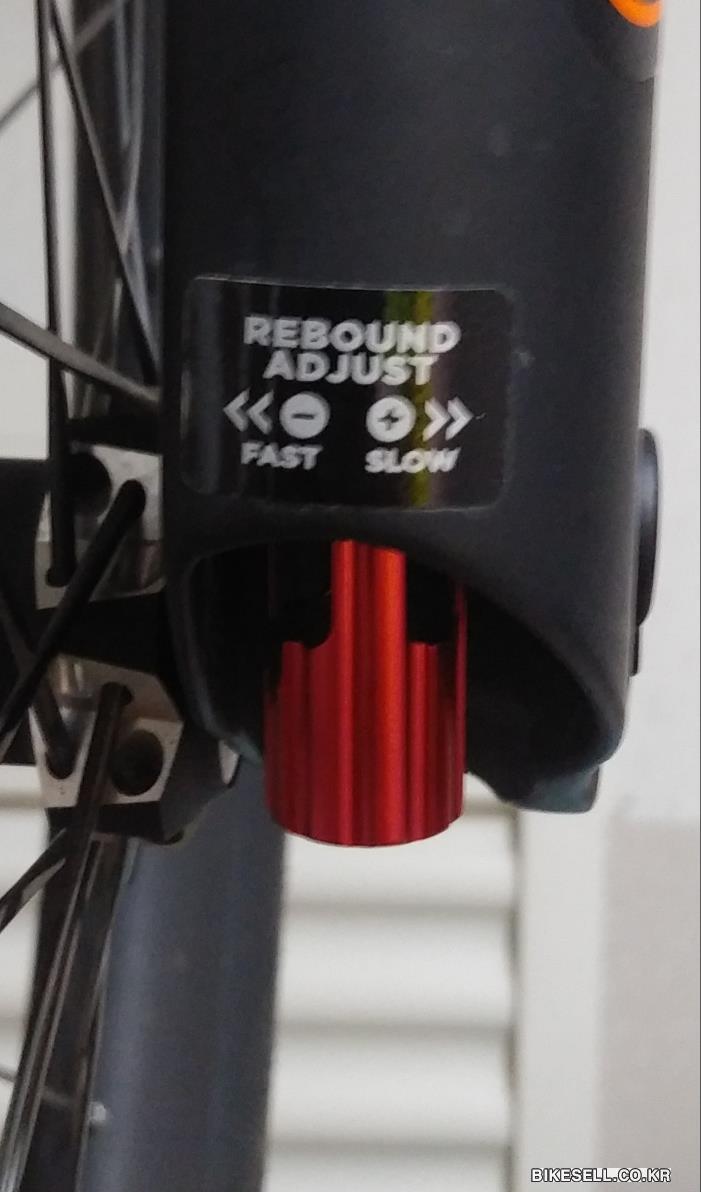 REBOUND
ADJUST
<< - + >>
FAST SLOW
BIKESELL.CO.KR